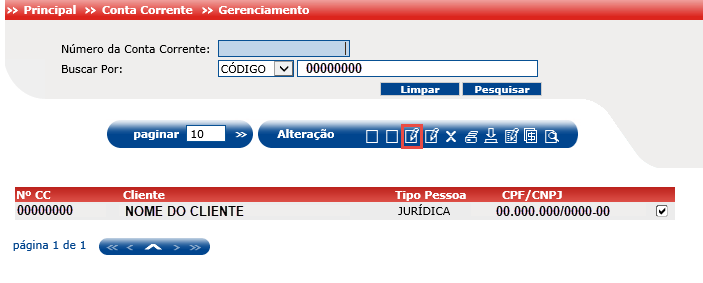 >> Principal >> Conta Corrente >> Gerenciamento
Número da Conta Corrente:
Buscar Por: CÓDIGO 00000000
Limpar Pesquisar
paginar 10 >> Alteração
Nº CC Cliente Tipo Pessoa CPF/CNPJ
00000000 NOME DO CLIENTE JURÍDICA 00.000.000/0000-00
página 1 de 1 << < > >>